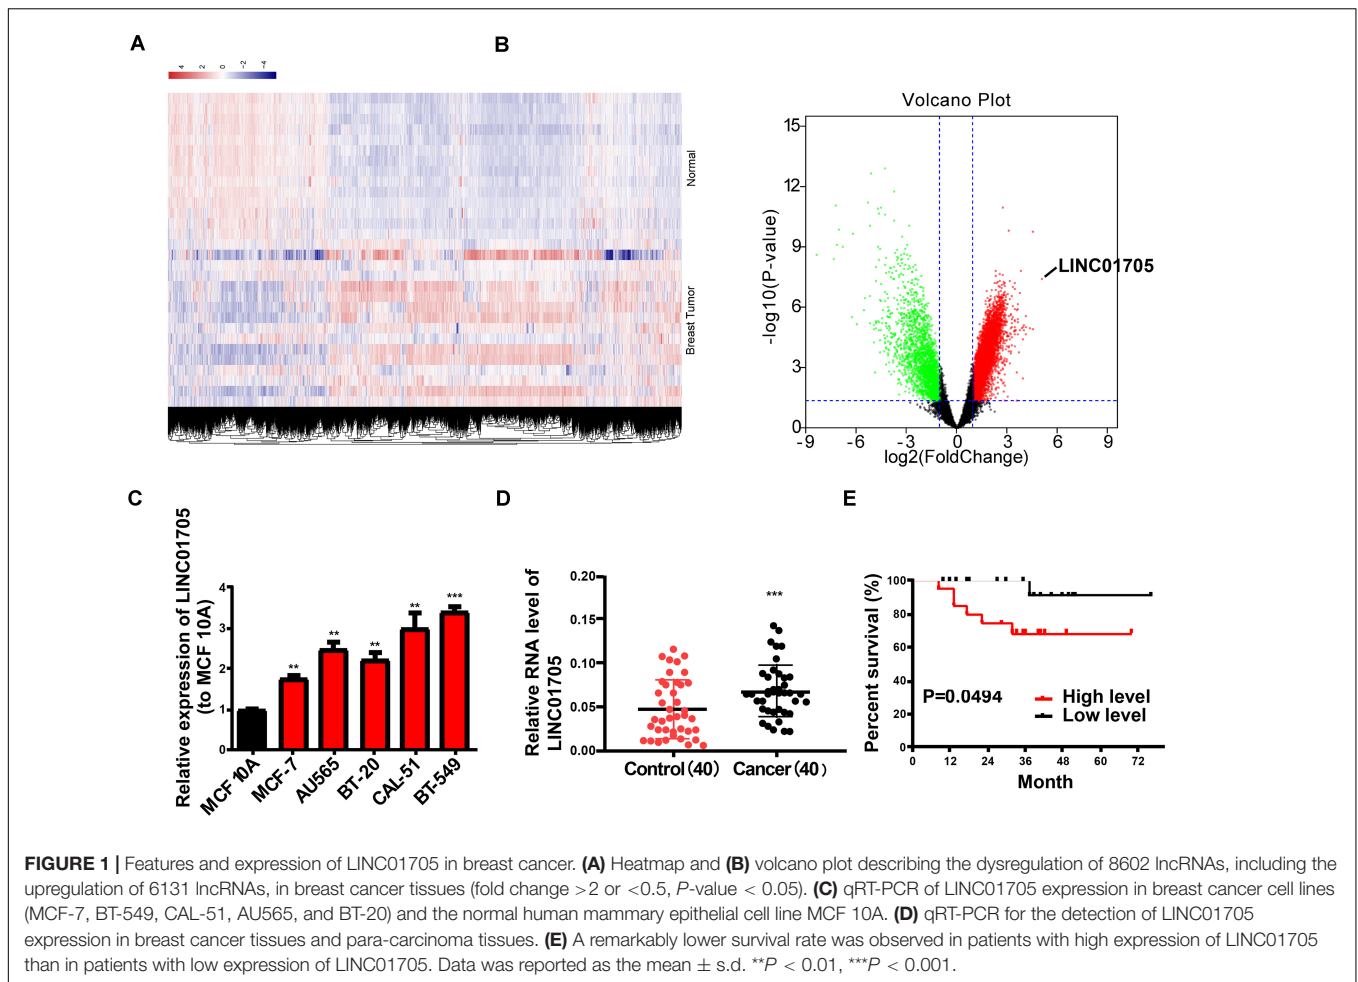 A
B
4 2 0 -2 -4
Normal
Breast Tumor
Volcano Plot
-log10(P-value)
15
12
9
6
3
0
LINC01705
-9 -6 -3 0 3 6 9
log2(FoldChange)
C
Relative expression of LINC01705
(to MCF 10A)
4
3
2
1
0
** ** ** ** ***
MCF 10A MCF-7 AU565 BT-20 CAL-51 BT-549
D
Relative RNA level of
LINC01705
0.20
0.15
0.10
0.05
0.00
***
Control(40) Cancer(40)
E
Percent survival (%)
100
80
60
40
20
0
P=0.0494
High level
Low level
0 12 24 36 48 60 72
Month
FIGURE 1 | Features and expression of LINC01705 in breast cancer. (A) Heatmap and (B) volcano plot describing the dysregulation of 8602 lncRNAs, including the
upregulation of 6131 lncRNAs, in breast cancer tissues (fold change >2 or <0.5, P-value < 0.05). (C) qRT-PCR of LINC01705 expression in breast cancer cell lines
(MCF-7, BT-549, CAL-51, AU565, and BT-20) and the normal human mammary epithelial cell line MCF 10A. (D) qRT-PCR for the detection of LINC01705
expression in breast cancer tissues and para-carcinoma tissues. (E) A remarkably lower survival rate was observed in patients with high expression of LINC01705
than in patients with low expression of LINC01705. Data was reported as the mean ± s.d. **P < 0.01, ***P < 0.001.